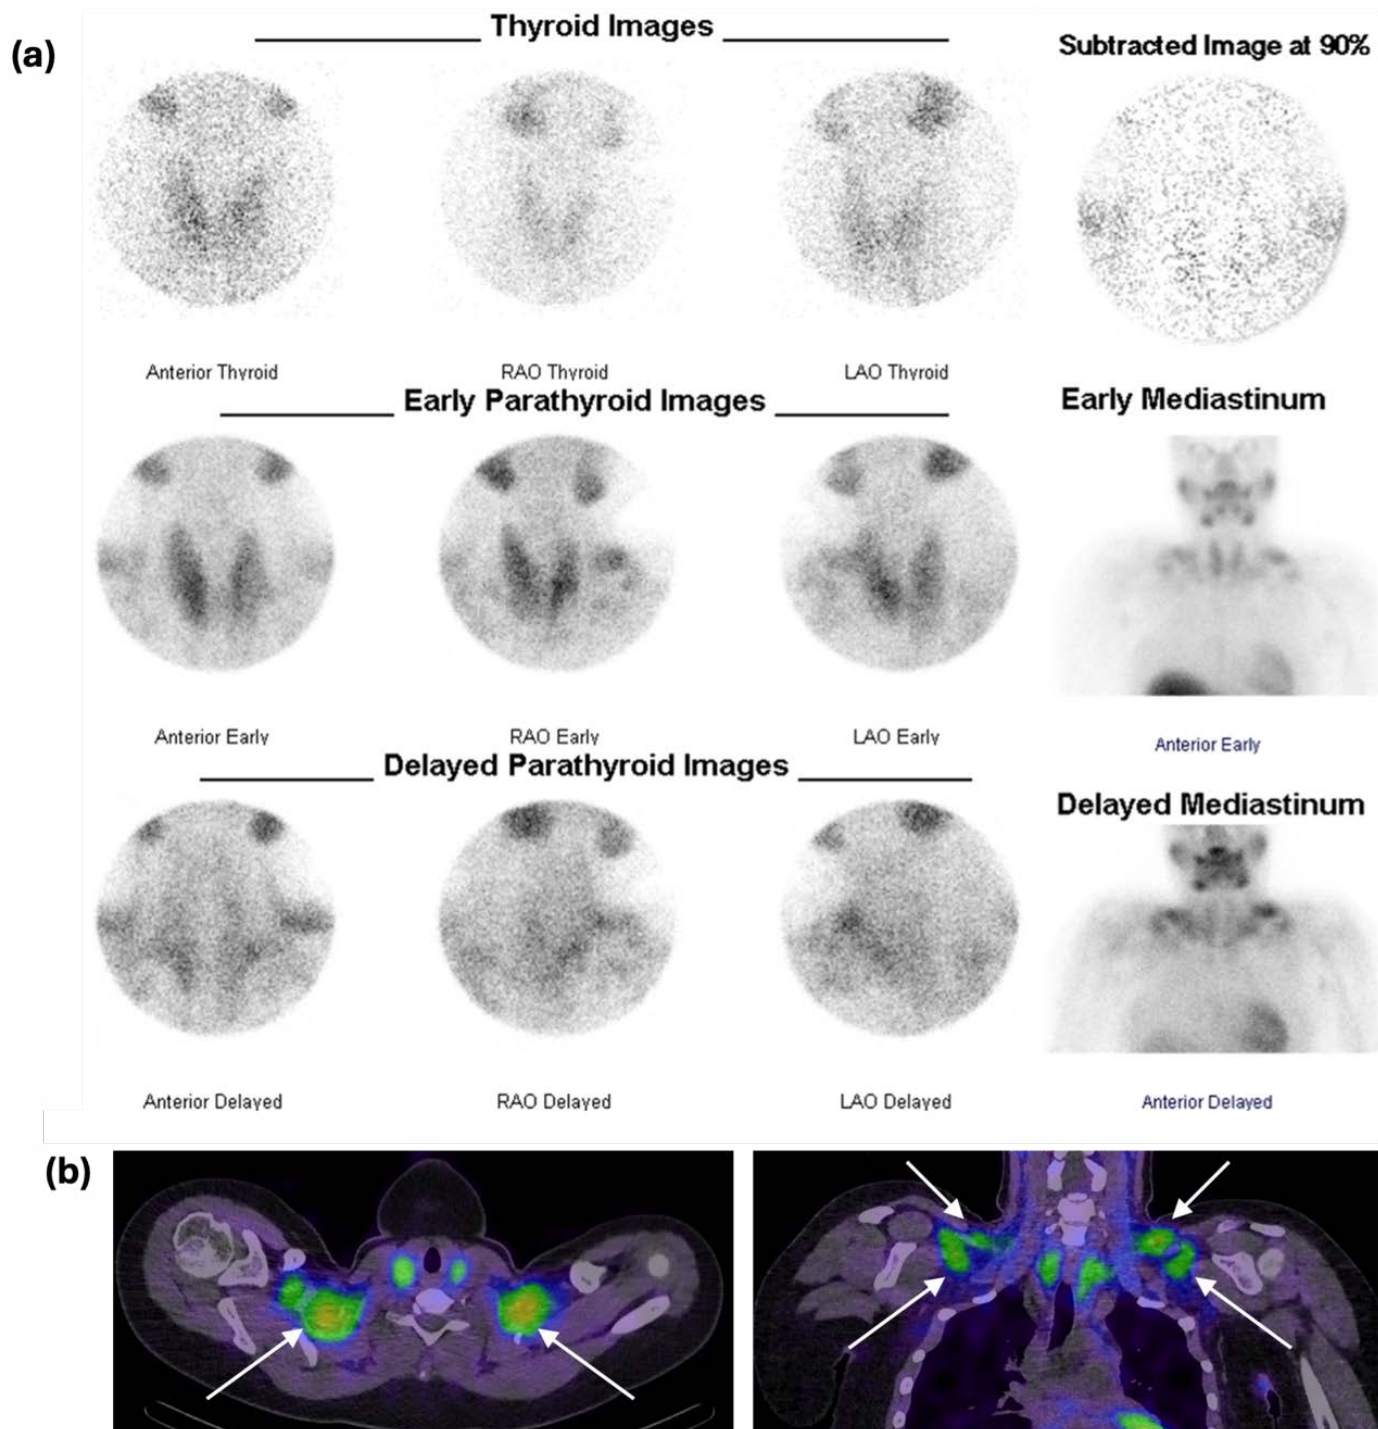 (a)
Thyroid Images
Subtracted Image at 90%
Anterior Thyroid
RAO Thyroid
LAO Thyroid
Early Parathyroid Images
Early Mediastinum
Anterior Early
RAO Early
LAO Early
Anterior Early
Delayed Parathyroid Images
Delayed Mediastinum
Anterior Delayed
RAO Delayed
LAO Delayed
Anterior Delayed
(b)